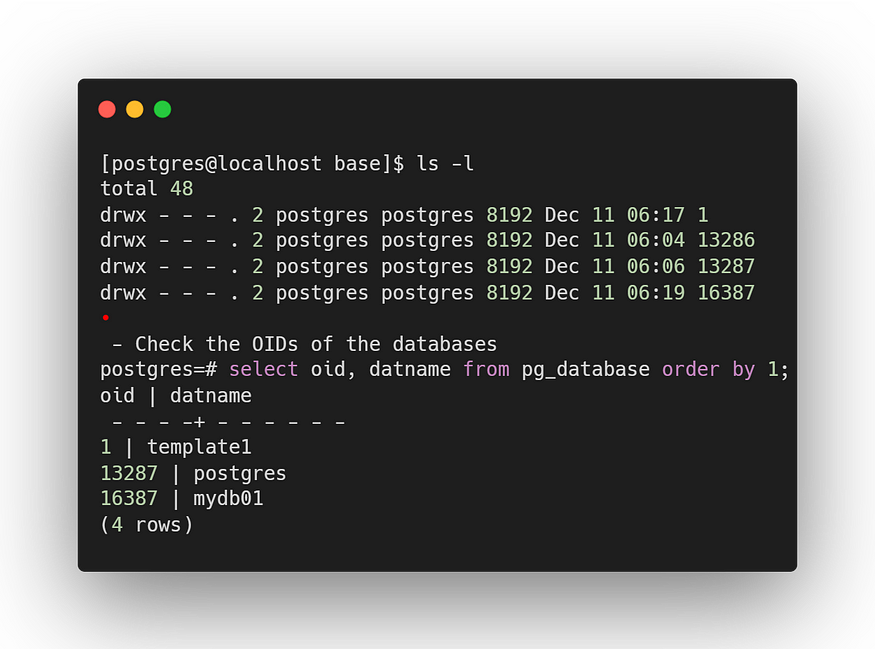 [postgres@localhost base]$ ls -l
total 48
drwx - - - . 2 postgres postgres 8192 Dec 11 06:17 1
drwx - - - . 2 postgres postgres 8192 Dec 11 06:04 13286
drwx - - - . 2 postgres postgres 8192 Dec 11 06:06 13287
drwx - - - . 2 postgres postgres 8192 Dec 11 06:19 16387
 - Check the OIDs of the databases
postgres=# select oid, datname from pg_database order by 1;
oid | datname
 - - - -+ - - - - - -
1 | template1
13287 | postgres
16387 | mydb01
(4 rows)